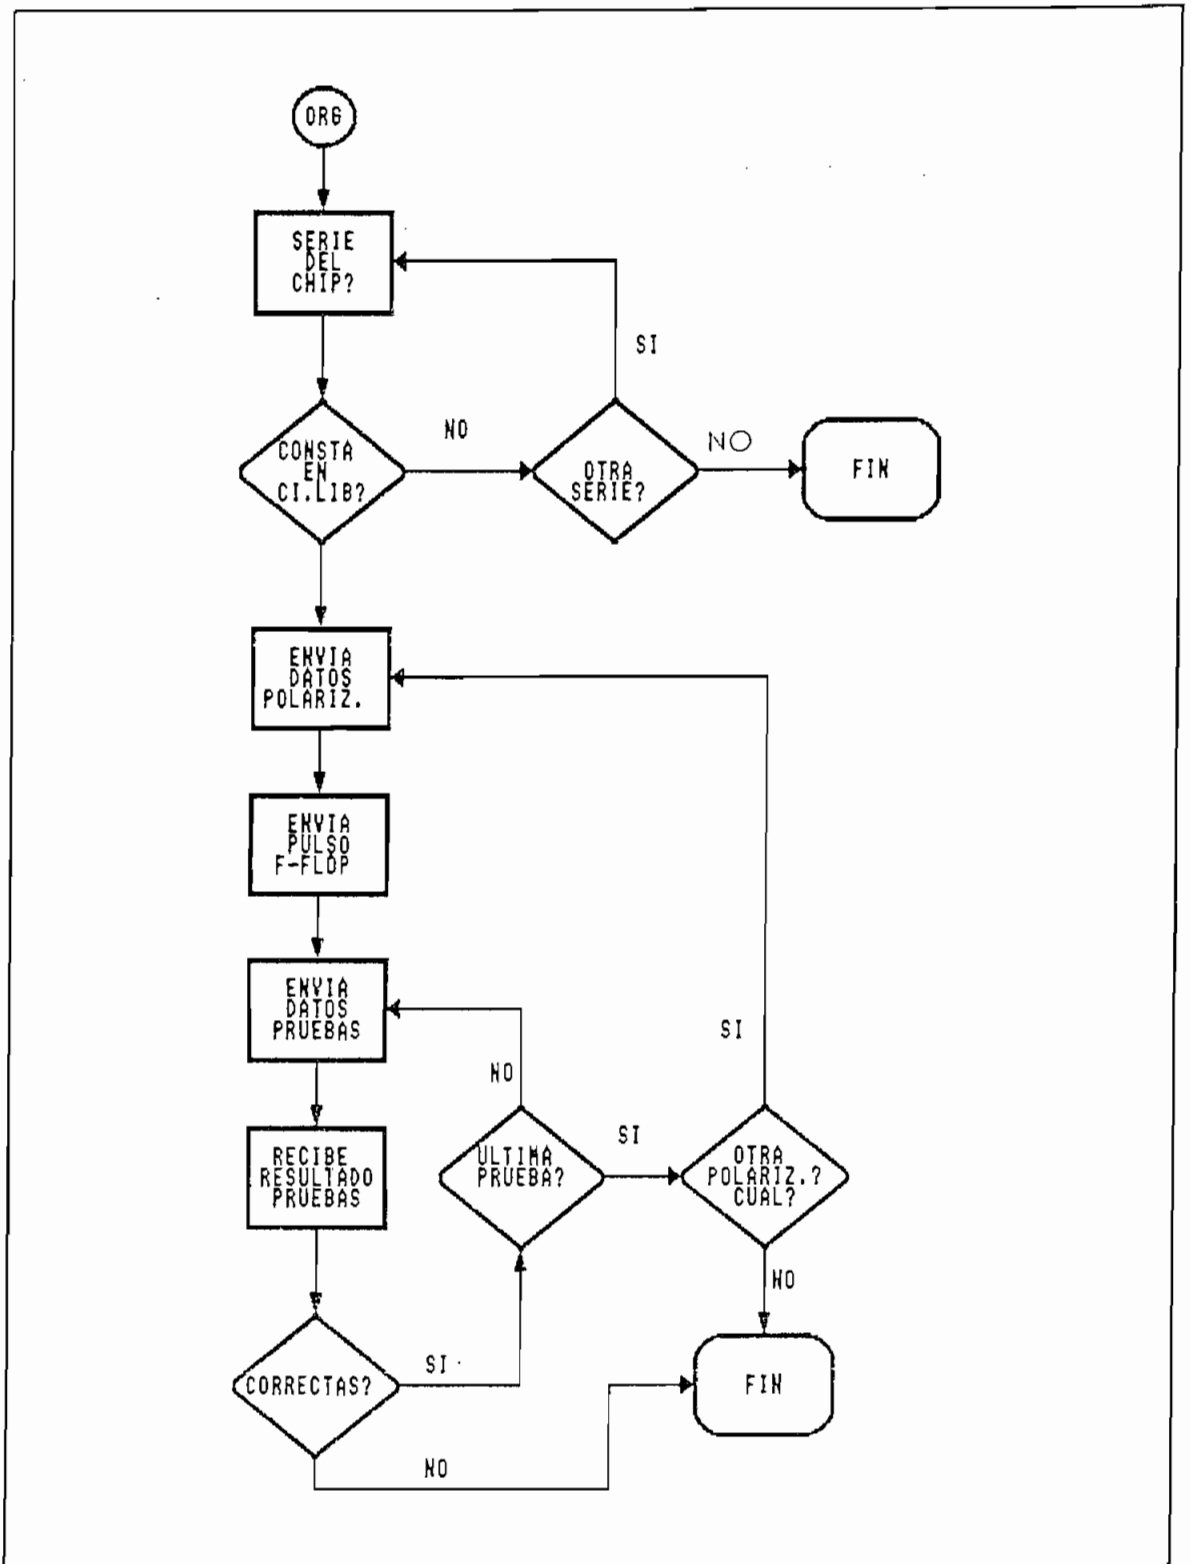 ORG
SERIE
DEL
CHIP?
SI
CONSTA
EN
CI.LIB?
NO
OTRA
SERIE?
NO
FIN
ENVIA
DATOS
POLARIZ.
ENVIA
PULSO
F-FLOP
ENVIA
DATOS
PRUEBAS
NO
SI
RECIBE
RESULTADO
PRUEBAS
ULTIMA
PRUEBA?
SI
OTRA
POLARIZ.?
CUAL?
NO
CORRECTAS?
SI
FIN
NO